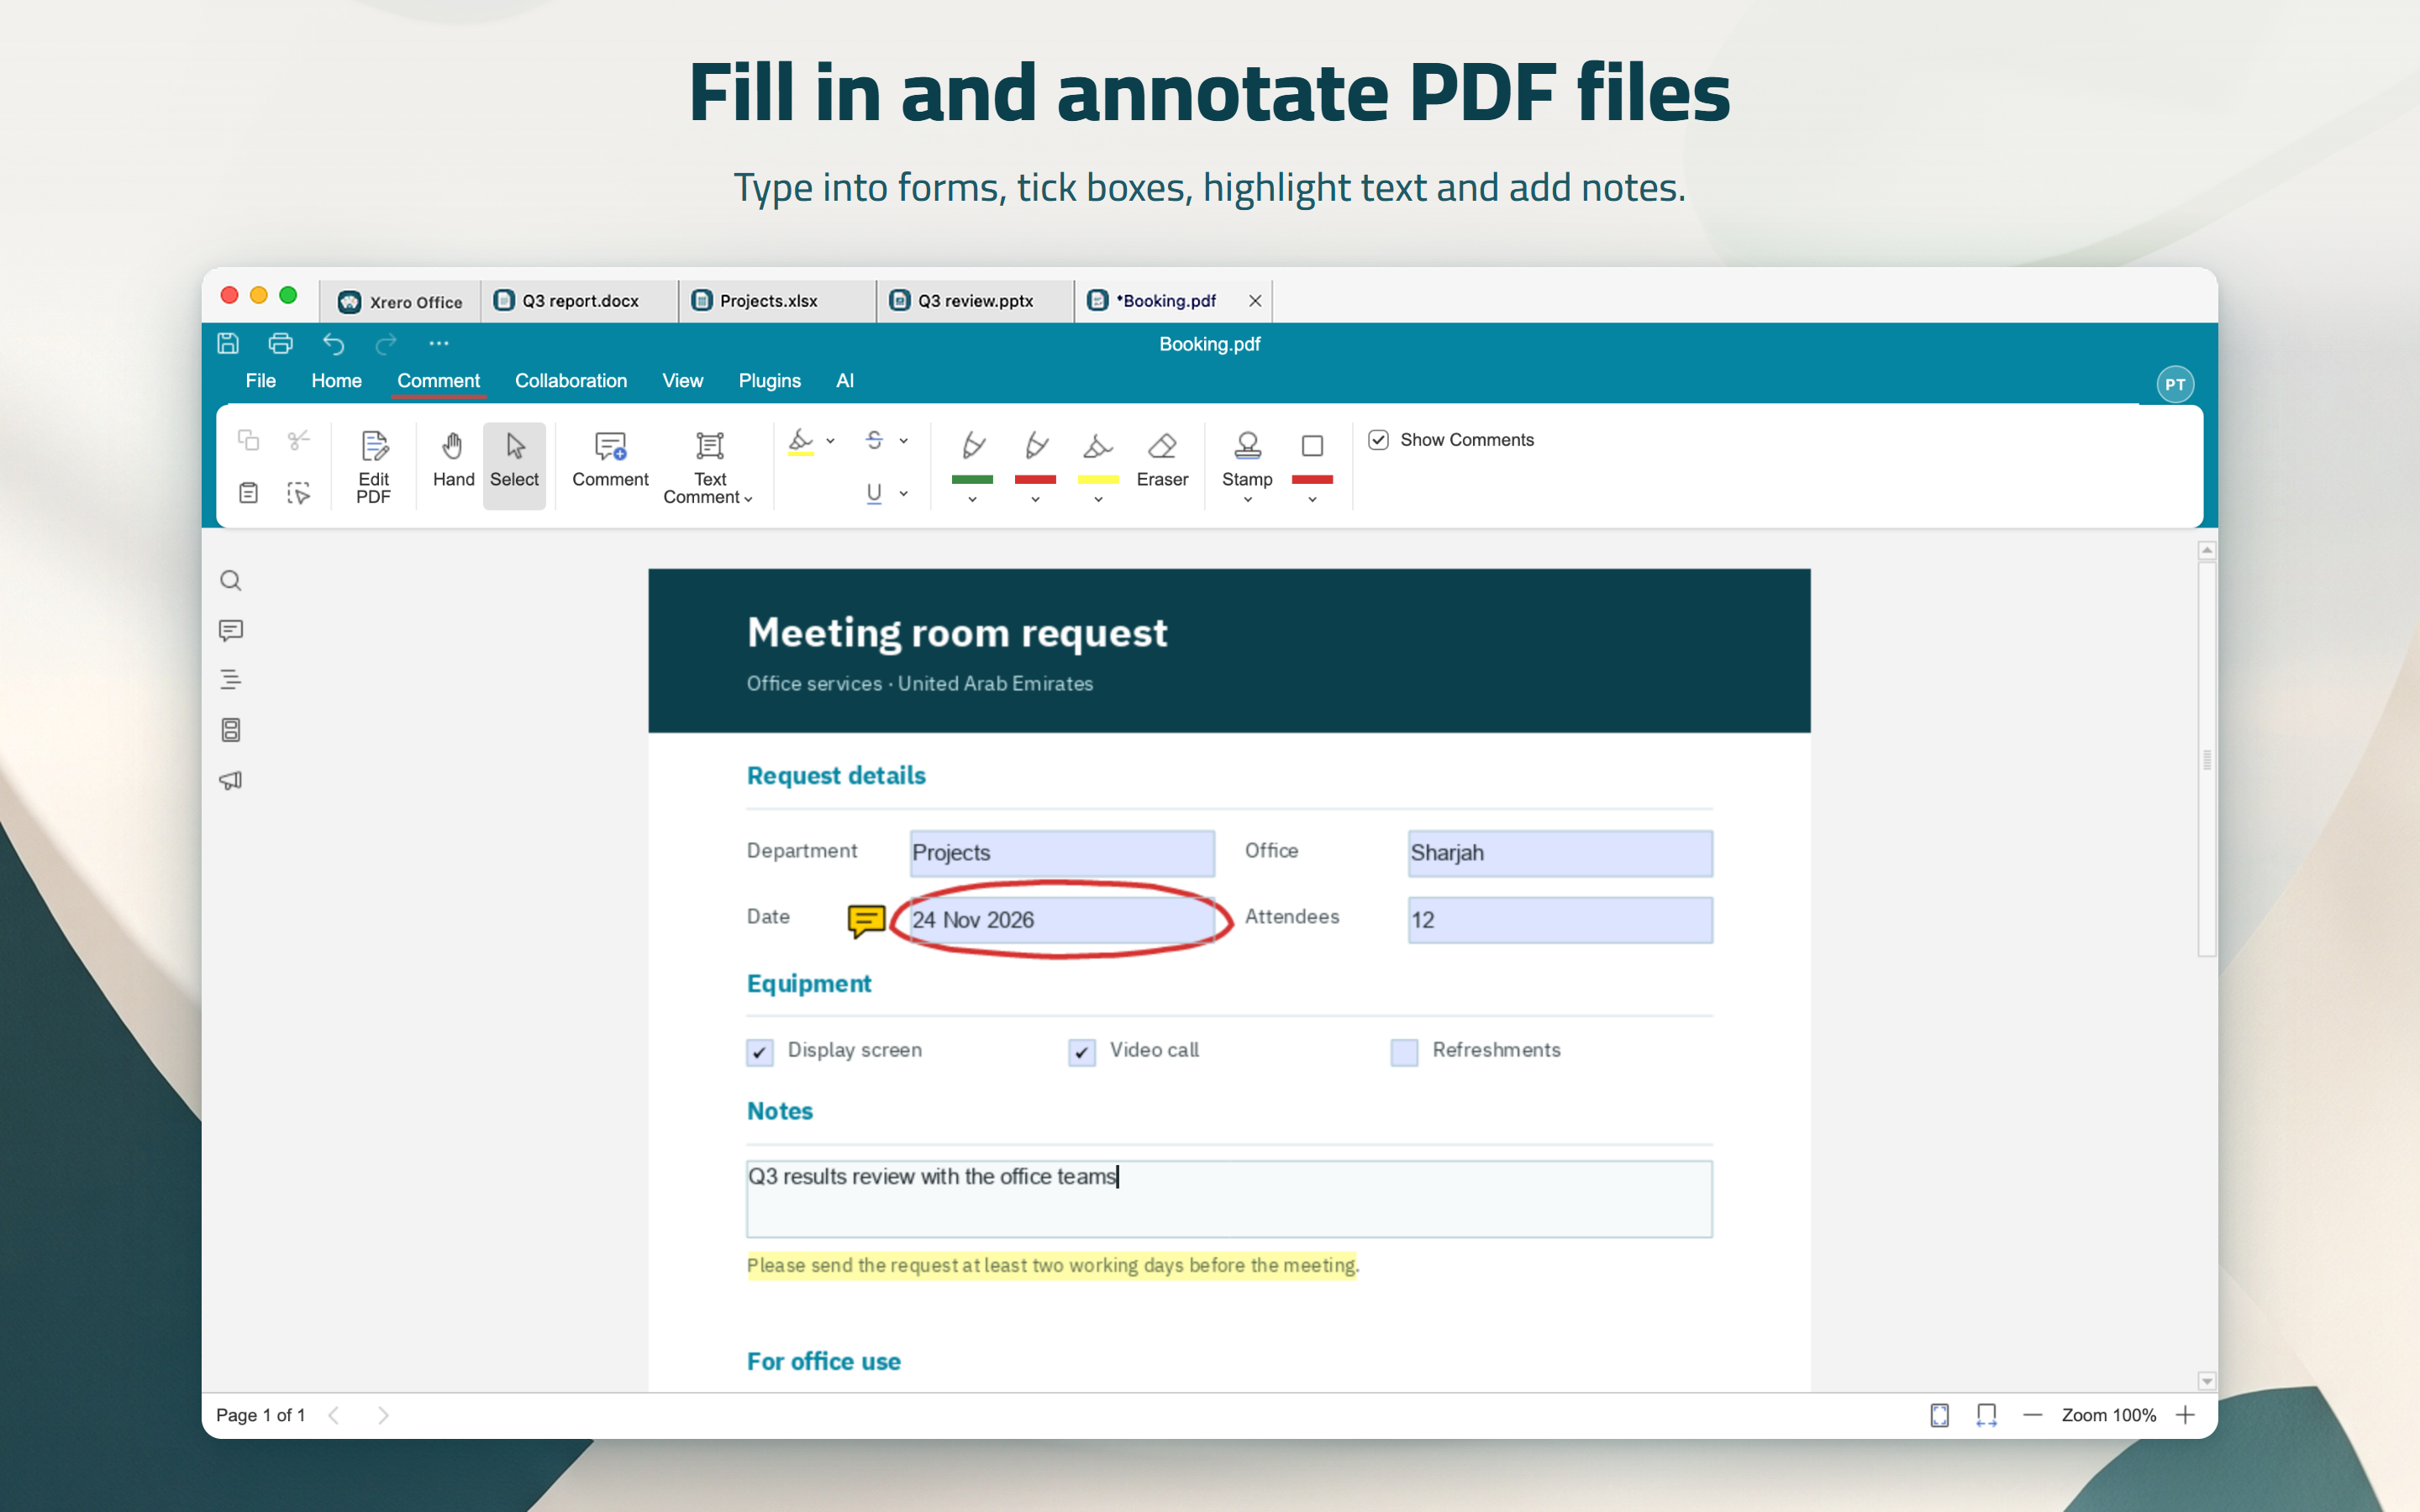 Fill in and annotate PDF files
Type into forms, tick boxes, highlight text and add notes.
Xrero Office
Q3 report.docx
Projects.xlsx
Q3 review.pptx
*Booking.pdf
Booking.pdf
File Home Comment Collaboration View Plugins AI
PT
Edit PDF
Hand
Select
Comment
Text Comment
Eraser
Stamp
Show Comments
Meeting room request
Office services · United Arab Emirates
Request details
Department Projects Office Sharjah
Date 24 Nov 2026 Attendees 12
Equipment
Display screen Video call Refreshments
Notes
Q3 results review with the office teams
Please send the request at least two working days before the meeting.
For office use
Page 1 of 1
Zoom 100%